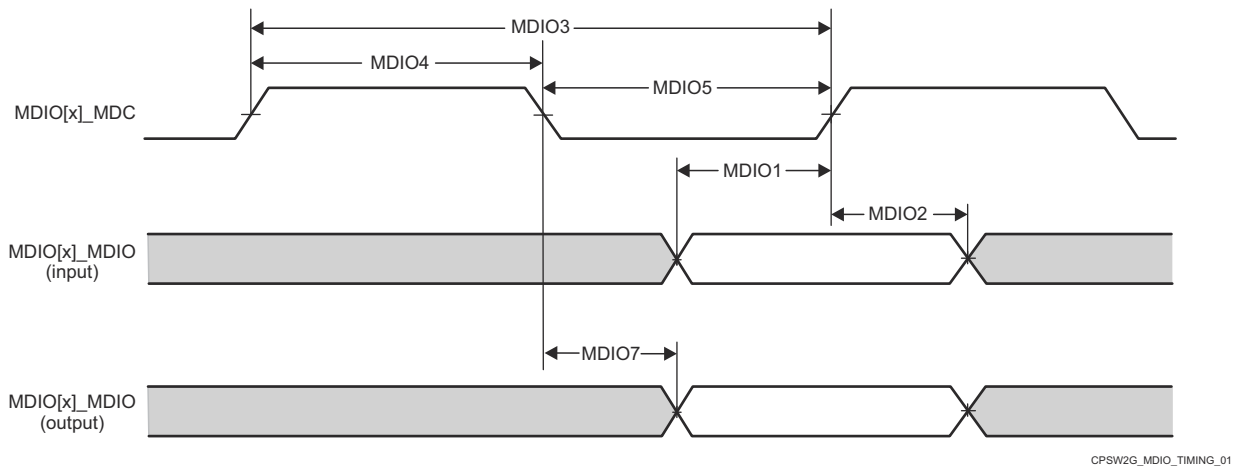 MDIO3
MDIO4
MDIO5
MDIO[x]_MDC
MDIO1
MDIO2
MDIO[x]_MDIO
(input)
MDIO7
MDIO[x]_MDIO
(output)
CPSW2G_MDIO_TIMING_01